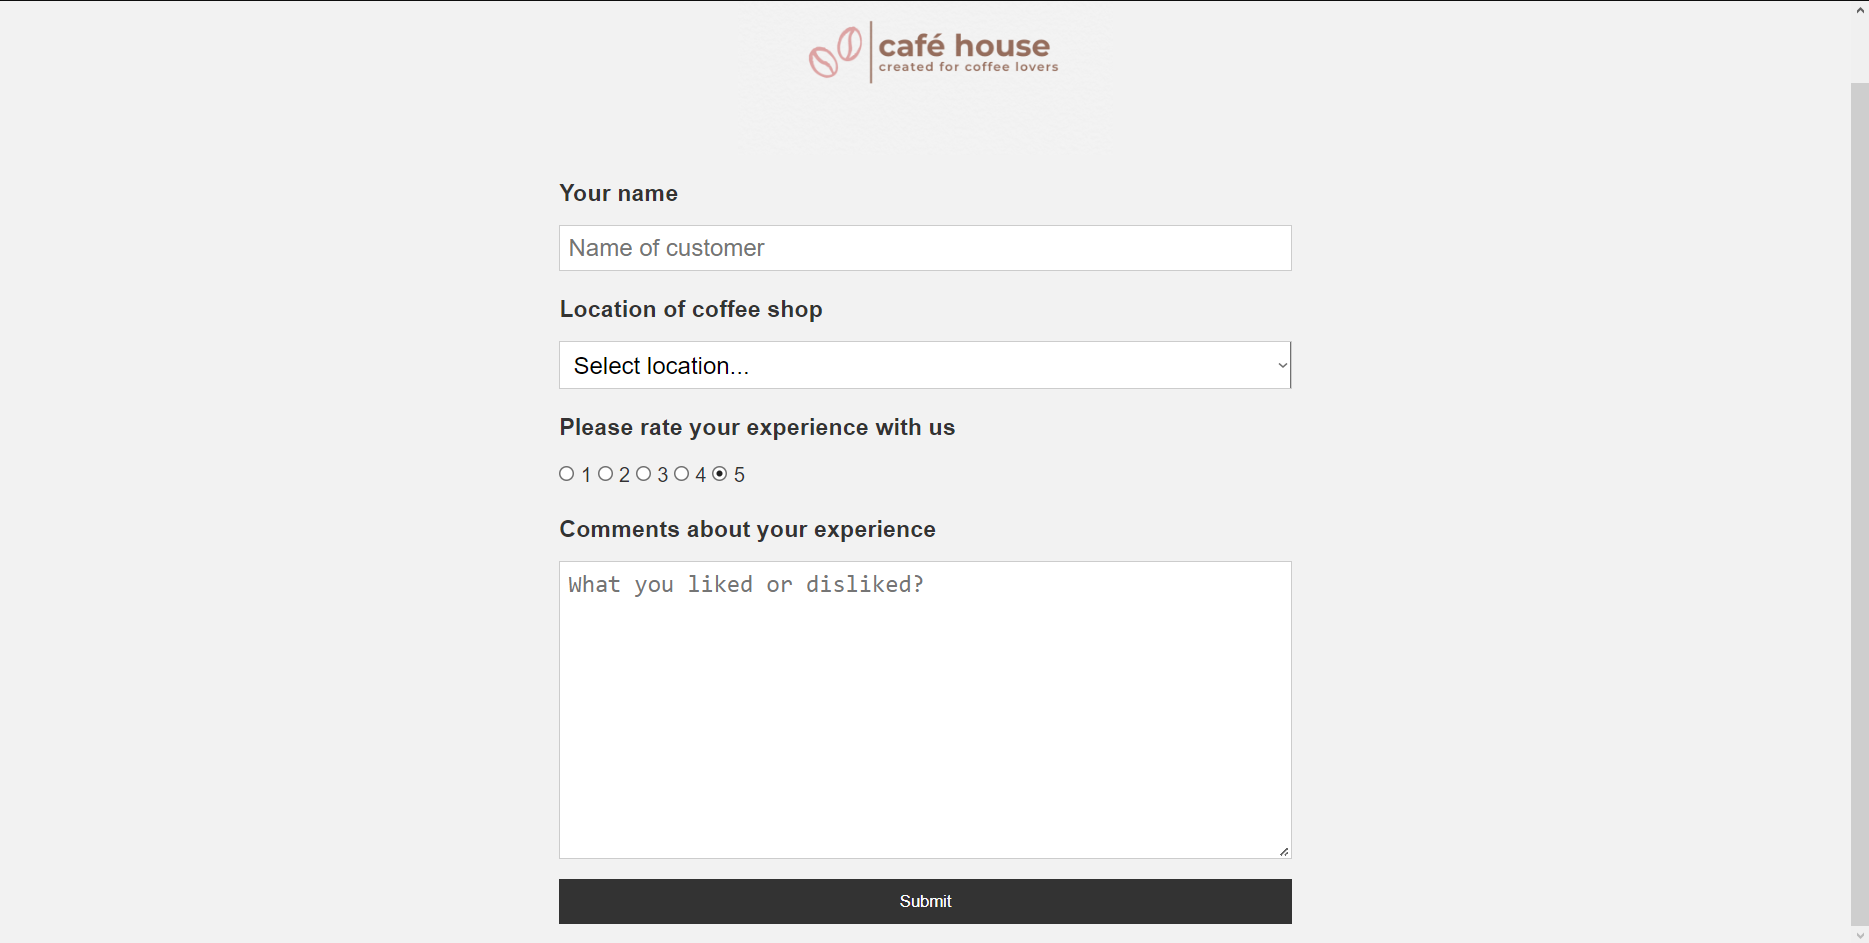 café house
created for coffee lovers
Your name
Name of customer
Location of coffee shop
Select location...
Please rate your experience with us
1 2 3 4 5
Comments about your experience
What you liked or disliked?
Submit